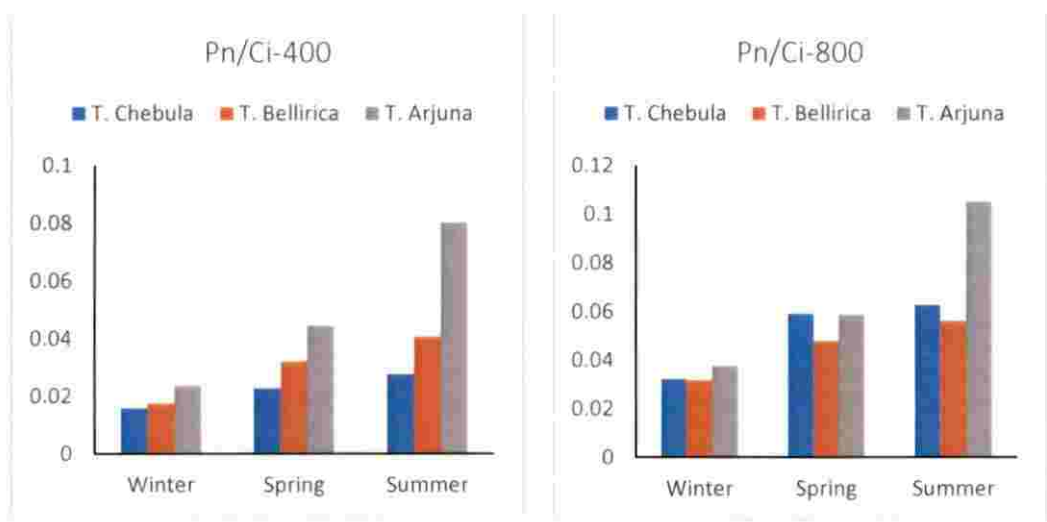 Pn/Ci-400
T. Chebula T. Bellirica T. Arjuna
0.1
0.08
0.06
0.04
0.02
0
Winter Spring Summer
Pn/Ci-800
T. Chebula T. Bellirica T. Arjuna
0.12
0.1
0.08
0.06
0.04
0.02
0
Winter Spring Summer